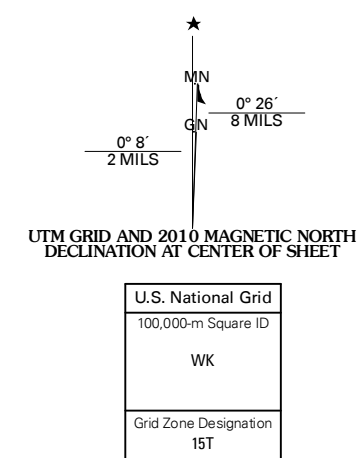 MN
0° 26´
8 MILS
GN
0° 8´
2 MILS
UTM GRID AND 2010 MAGNETIC NORTH
DECLINATION AT CENTER OF SHEET
U.S. National Grid
100,000-m Square ID
WK
Grid Zone Designation
15T